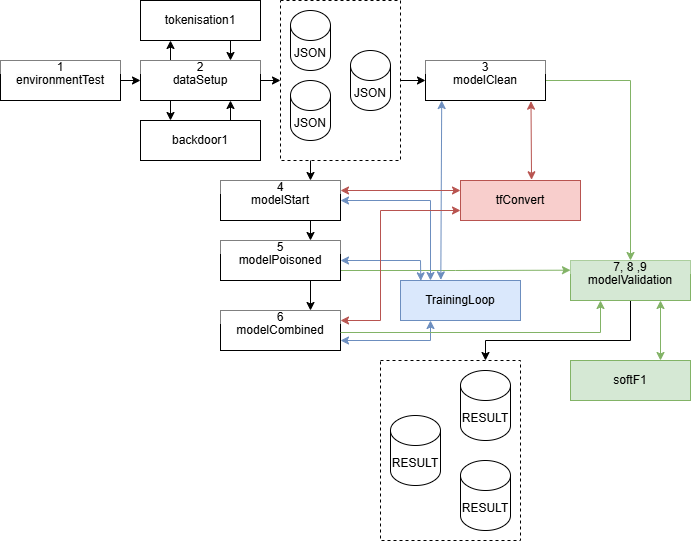 tokenisation1
1
environmentTest
2
dataSetup
backdoor1
JSON
JSON
JSON
3
modelClean
4
modelStart
tfConvert
5
modelPoisoned
7, 8 ,9
modelValidation
TrainingLoop
6
modelCombined
softF1
RESULT
RESULT
RESULT